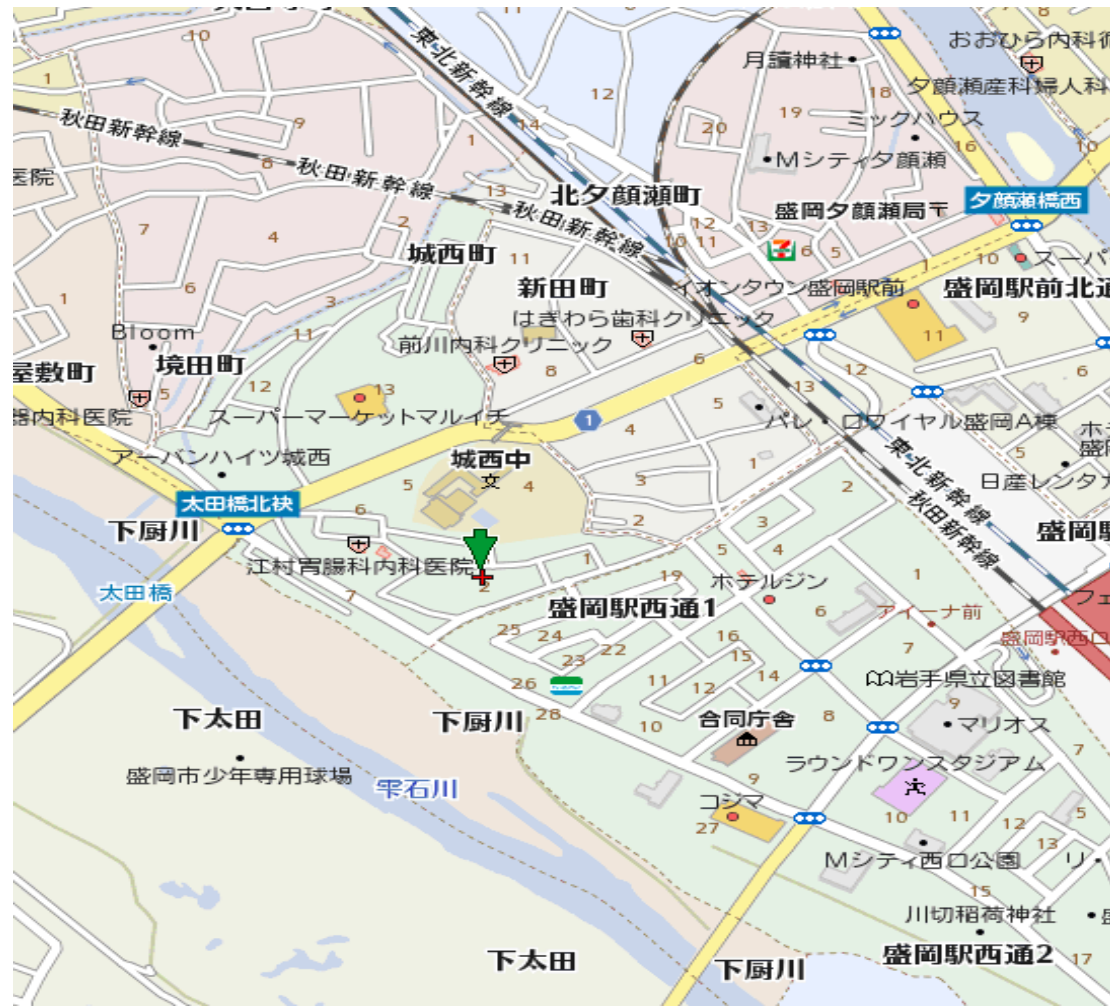 東北新幹線
おおひら内科
月讀神社
夕顔瀬産科婦人科
ミックハウス
秋田新幹線
Mシティ夕顔瀬
医院
秋田新幹線
北夕顔瀬町
夕顔瀬橋西
盛岡夕顔瀬局〒
秋田新幹線
城西町
スーパ
新田町
イオンタウン盛岡駅前
盛岡駅前北通
はぎわら歯科クリニック
Bloom
前川内科クリニック
境田町
屋敷町
スーパーマーケットマルイチ
器内科医院
1
パレ・ロワイヤル盛岡A棟
アーバンハイツ城西
城西中
東北新幹線
日産レンタカ
太田橋北袂
秋田新幹線
下厨川
盛岡駅
江村胃腸科内科医院
太田橋
ホテルジン
盛岡駅西通1
フェ
アイーナ前
盛岡駅西口
岩手県立図書館
下太田
下厨川
合同庁舎
マリオス
盛岡市少年専用球場
雫石川
ラウンドワンスタジアム
コジマ
27
Mシティ西口公園
リ・
川切稲荷神社
盛岡駅西通2
下太田
下厨川
17